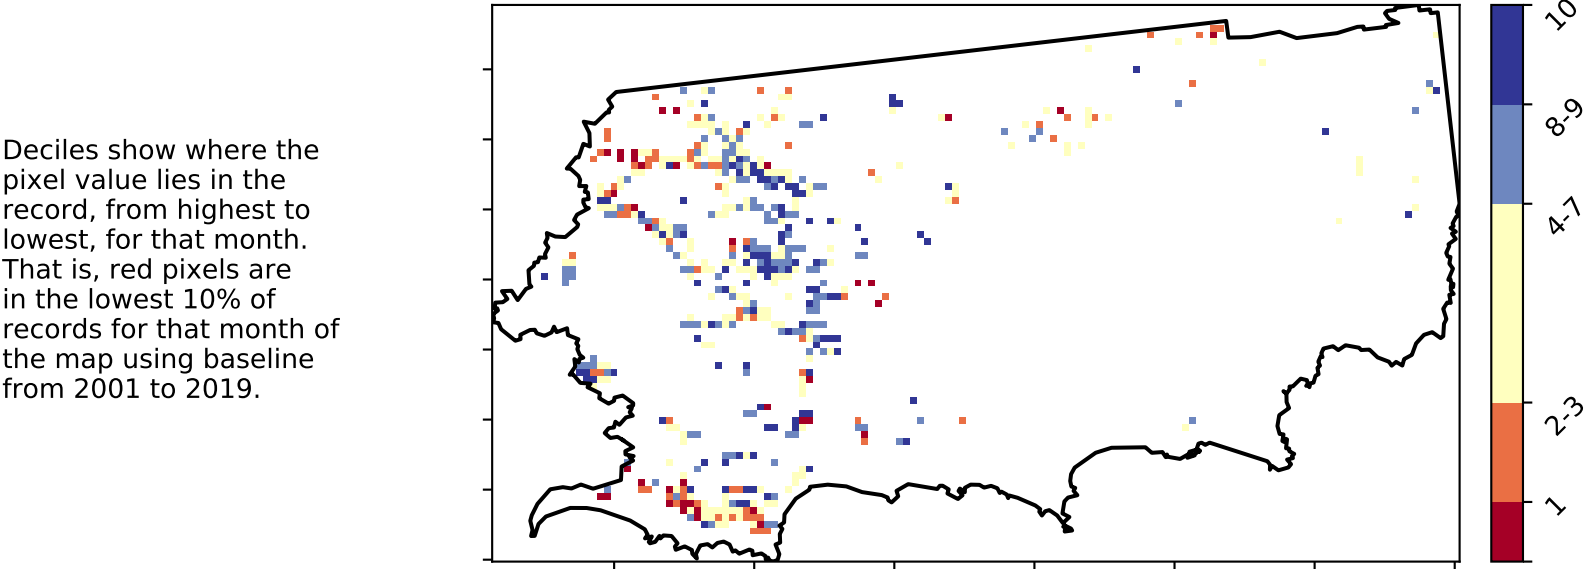 Deciles show where the
pixel value lies in the
record, from highest to
lowest, for that month.
That is, red pixels are
in the lowest 10% of
records for that month of
the map using baseline
from 2001 to 2019.
10
8-9
4-7
2-3
1